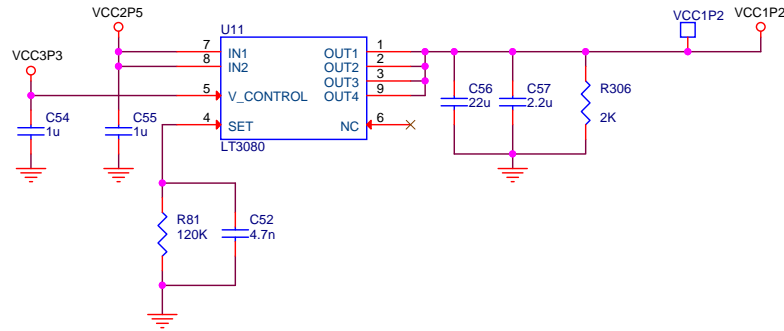 VCC2P5
VCC3P3
U11
VCC1P2
VCC1P2
7 IN1 OUT1 1
8 IN2 OUT2 2
OUT3 3
5 V_CONTROL OUT4 9
4 SET NC 6
LT3080
C54
1u
C55
1u
C56
22u
C57
2.2u
R306
2K
R81
120K
C52
4.7n